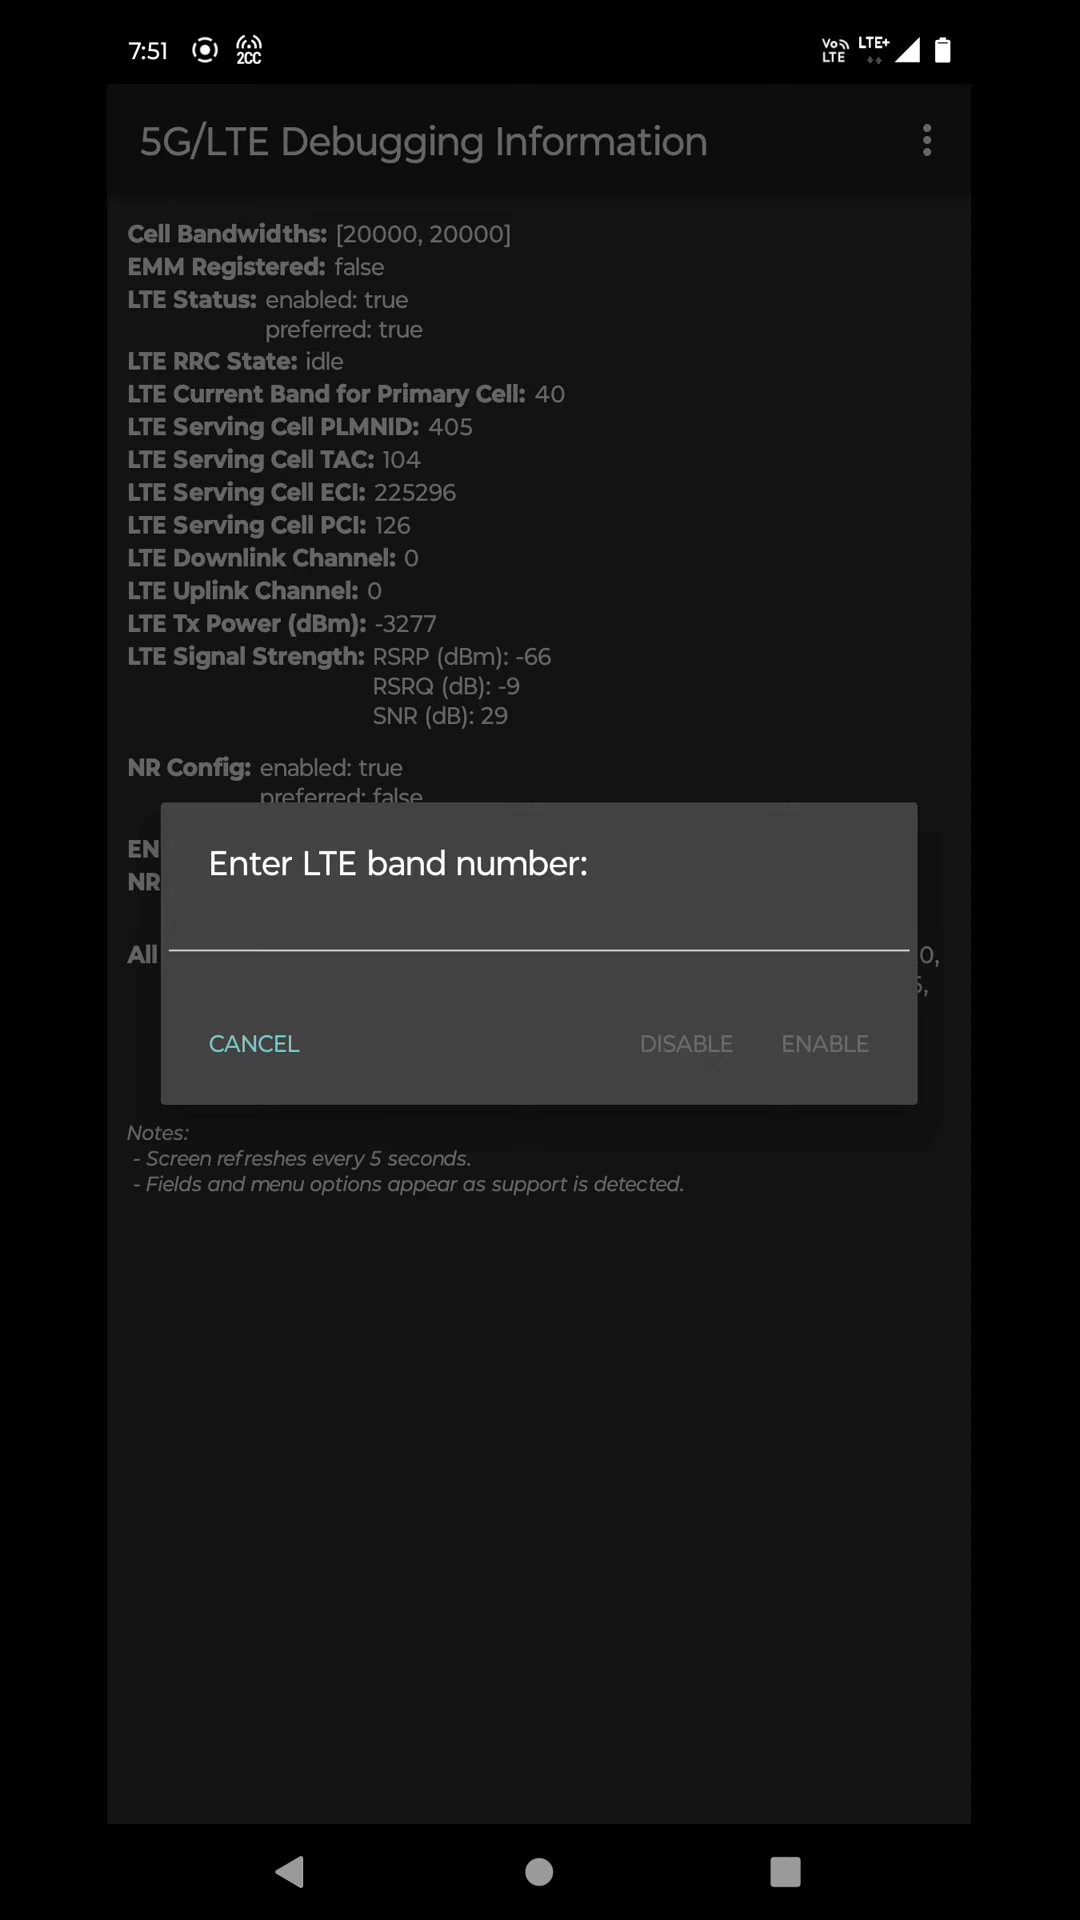 7:51 2CC Vo LTE LTE+
5G/LTE Debugging Information
Cell Bandwidths: [20000, 20000]
EMM Registered: false
LTE Status: enabled: true
preferred: true
LTE RRC State: idle
LTE Current Band for Primary Cell: 40
LTE Serving Cell PLMNID: 405
LTE Serving Cell TAC: 104
LTE Serving Cell ECI: 225296
LTE Serving Cell PCI: 126
LTE Downlink Channel: 0
LTE Uplink Channel: 0
LTE Tx Power (dBm): -3277
LTE Signal Strength: RSRP (dBm): -66
RSRQ (dB): -9
SNR (dB): 29
NR Config: enabled: true
preferred: false
EN
Enter LTE band number:
NR
All 0,
CANCEL DISABLE ENABLE
Notes:
- Screen refreshes every 5 seconds.
- Fields and menu options appear as support is detected.